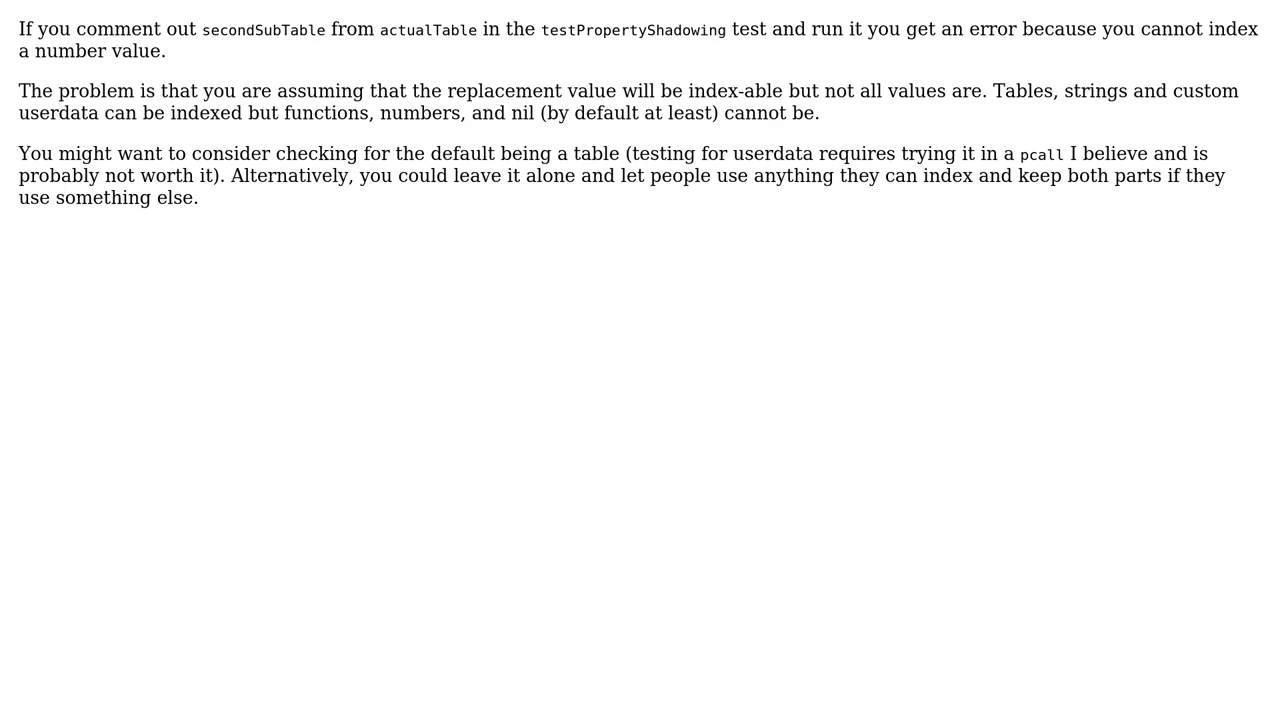 If you comment out secondSubTable from actualTable in the testPropertyShadowing test and run it you get an error because you cannot index
a number value.
The problem is that you are assuming that the replacement value will be index-able but not all values are. Tables, strings and custom
userdata can be indexed but functions, numbers, and nil (by default at least) cannot be.
You might want to consider checking for the default being a table (testing for userdata requires trying it in a pcall I believe and is
probably not worth it). Alternatively, you could leave it alone and let people use anything they can index and keep both parts if they
use something else.